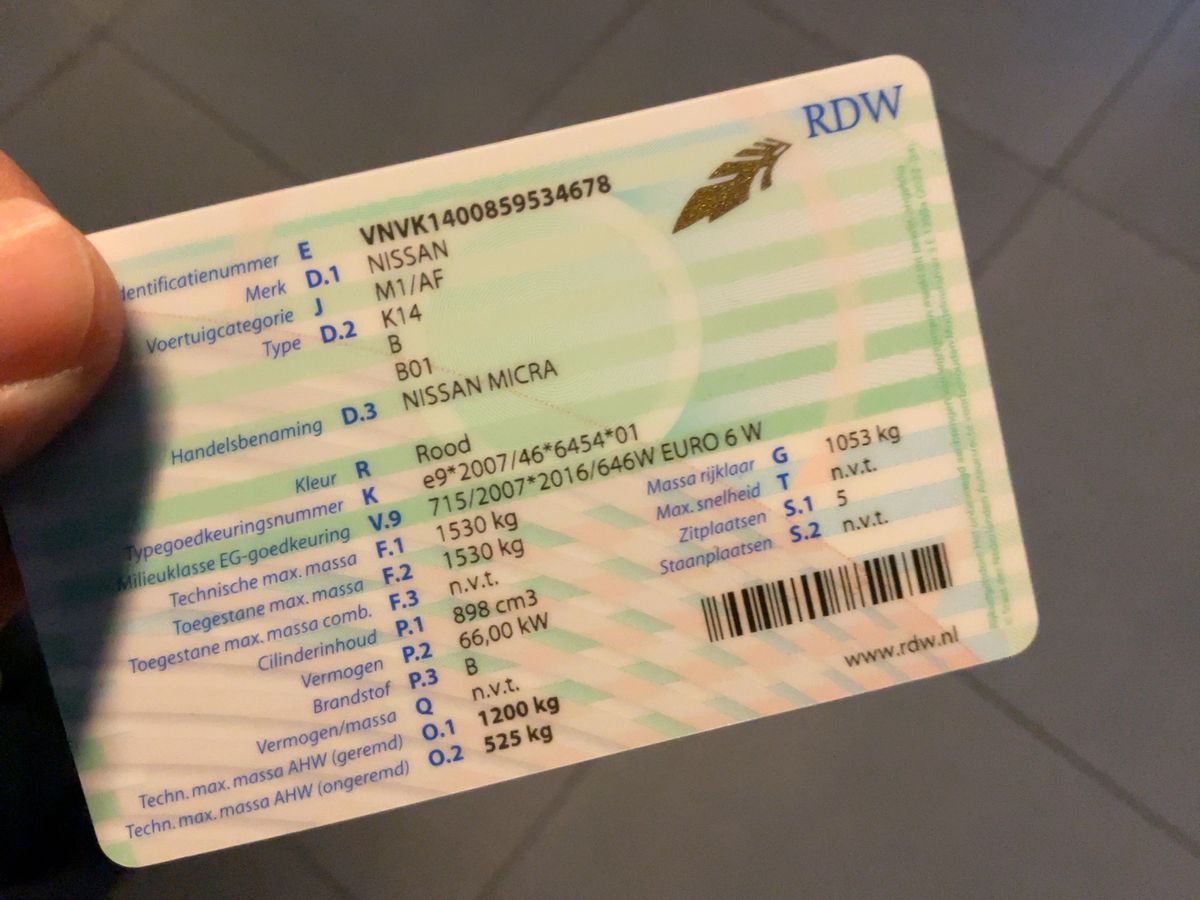 RDW
Identificatienummer E VNVK1400859534678
Merk D.1 NISSAN
Voertuigcategorie J M1/AF
Type D.2 K14
B
B01
Handelsbenaming D.3 NISSAN MICRA
Kleur R Rood
Typegoedkeuringsnummer K e9*2007/46*6454*01
Milieuklasse EG-goedkeuring V.9 715/2007*2016/646W EURO 6 W
Technische max. massa F.1 1530 kg
Toegestane max. massa F.2 1530 kg
Toegestane max. massa comb. F.3 n.v.t.
Cilinderinhoud P.1 898 cm3
Vermogen P.2 66,00 kW
Brandstof P.3 B
Vermogen/massa Q n.v.t.
Techn. max. massa AHW (geremd) O.1 1200 kg
Techn. max. massa AHW (ongeremd) O.2 525 kg
Massa rijklaar G 1053 kg
Max. snelheid T n.v.t.
Zitplaatsen S.1 5
Staanplaatsen S.2 n.v.t.
www.rdw.nl